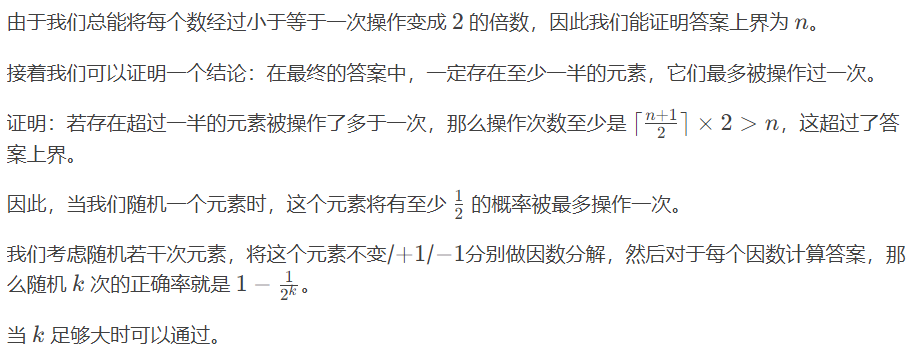 由于我们总能将每个数经过小于等于一次操作变成 2 的倍数，因此我们能证明答案上界为 n。
接着我们可以证明一个结论：在最终的答案中，一定存在至少一半的元素，它们最多被操作过一次。
证明：若存在超过一半的元素被操作了多于一次，那么操作次数至少是 ⌈(n+1)/2⌉ × 2 > n，这超过了答
案上界。
因此，当我们随机一个元素时，这个元素将有至少 1/2 的概率被最多操作一次。
我们考虑随机若干次元素，将这个元素不变/+1/−1分别做因数分解，然后对于每个因数计算答案，那
么随机 k 次的正确率就是 1 − 1/2^k。
当 k 足够大时可以通过。